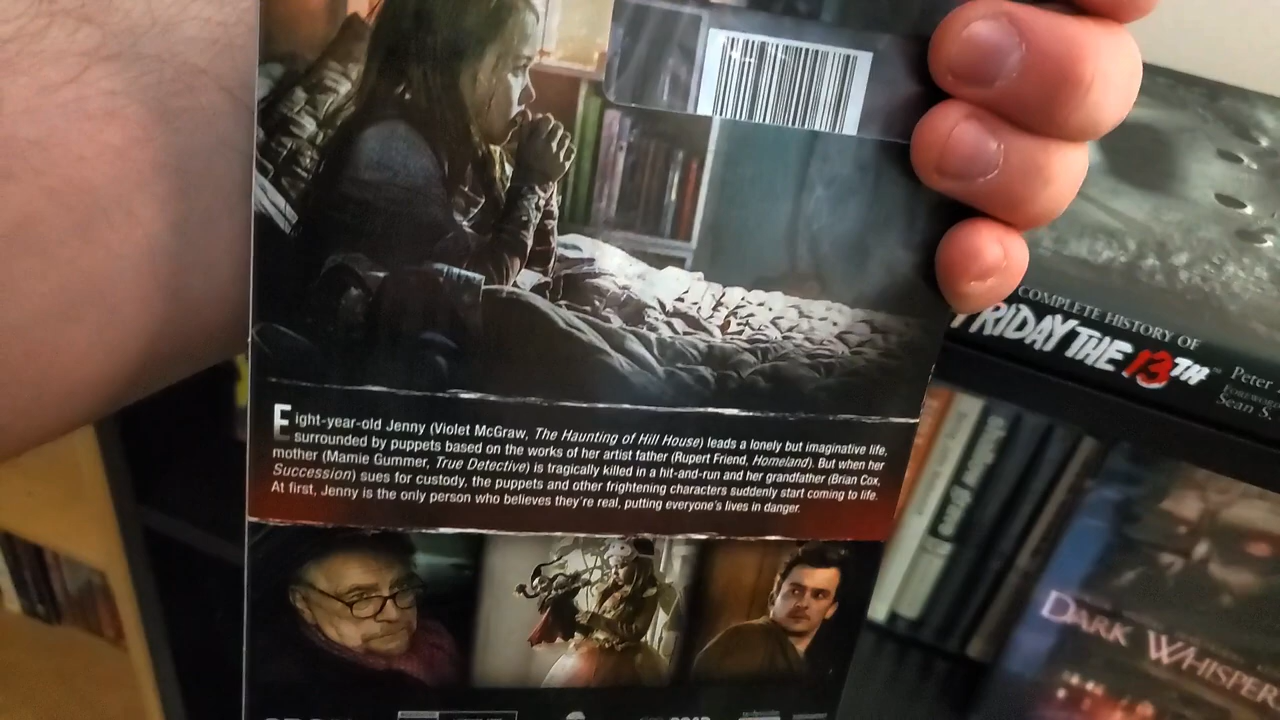 Eight-year-old Jenny (Violet McGraw, The Haunting of Hill House) leads a lonely but imaginative life,
surrounded by puppets based on the works of her artist father (Rupert Friend, Homeland). But when her
mother (Mamie Gummer, True Detective) is tragically killed in a hit-and-run and her grandfather (Brian Cox,
Succession) sues for custody, the puppets and other frightening characters suddenly start coming to life.
At first, Jenny is the only person who believes they're real, putting everyone's lives in danger.
COMPLETE HISTORY OF
FRIDAY THE 13TH
Peter
Sean S.
DARK WHISPER